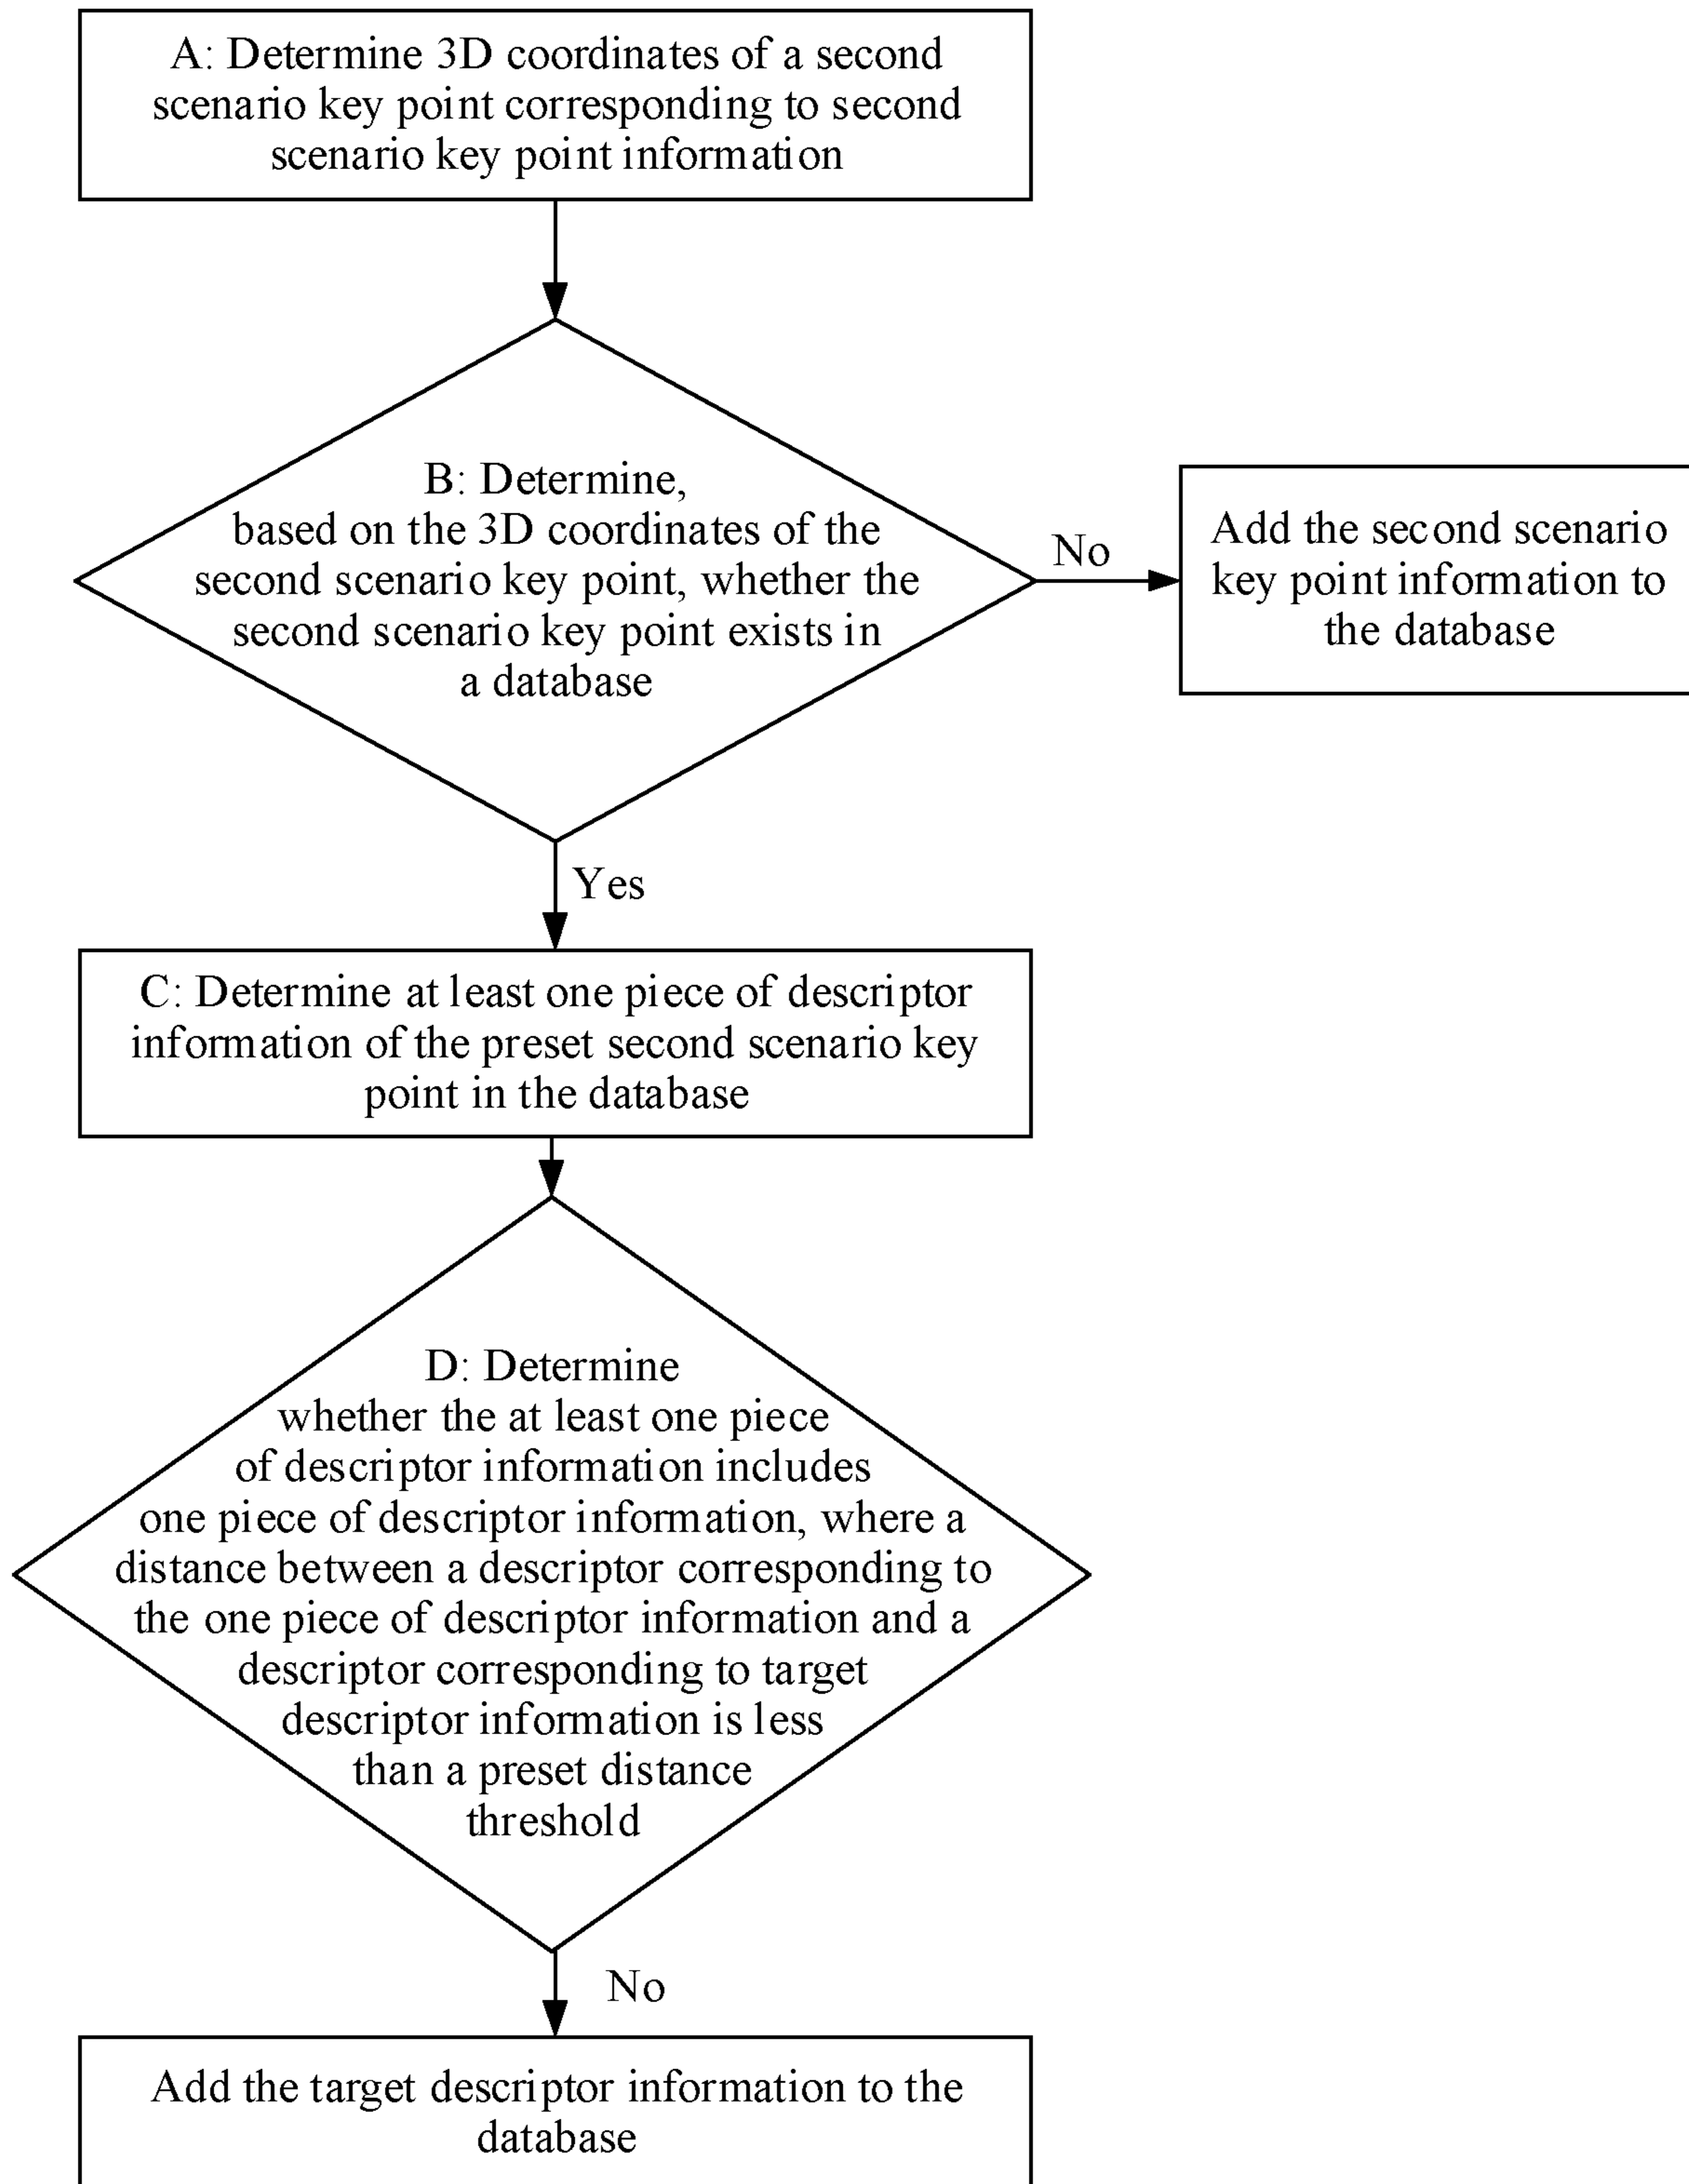 A: Determine 3D coordinates of a second
scenario key point corresponding to second
scenario key point information
B: Determine,
based on the 3D coordinates of the
second scenario key point, whether the
second scenario key point exists in
a database
No
Add the second scenario
key point information to
the database
Yes
C: Determine at least one piece of descriptor
information of the preset second scenario key
point in the database
D: Determine
whether the at least one piece
of descriptor information includes
one piece of descriptor information, where a
distance between a descriptor corresponding to
the one piece of descriptor information and a
descriptor corresponding to target
descriptor information is less
than a preset distance
threshold
No
Add the target descriptor information to the
database